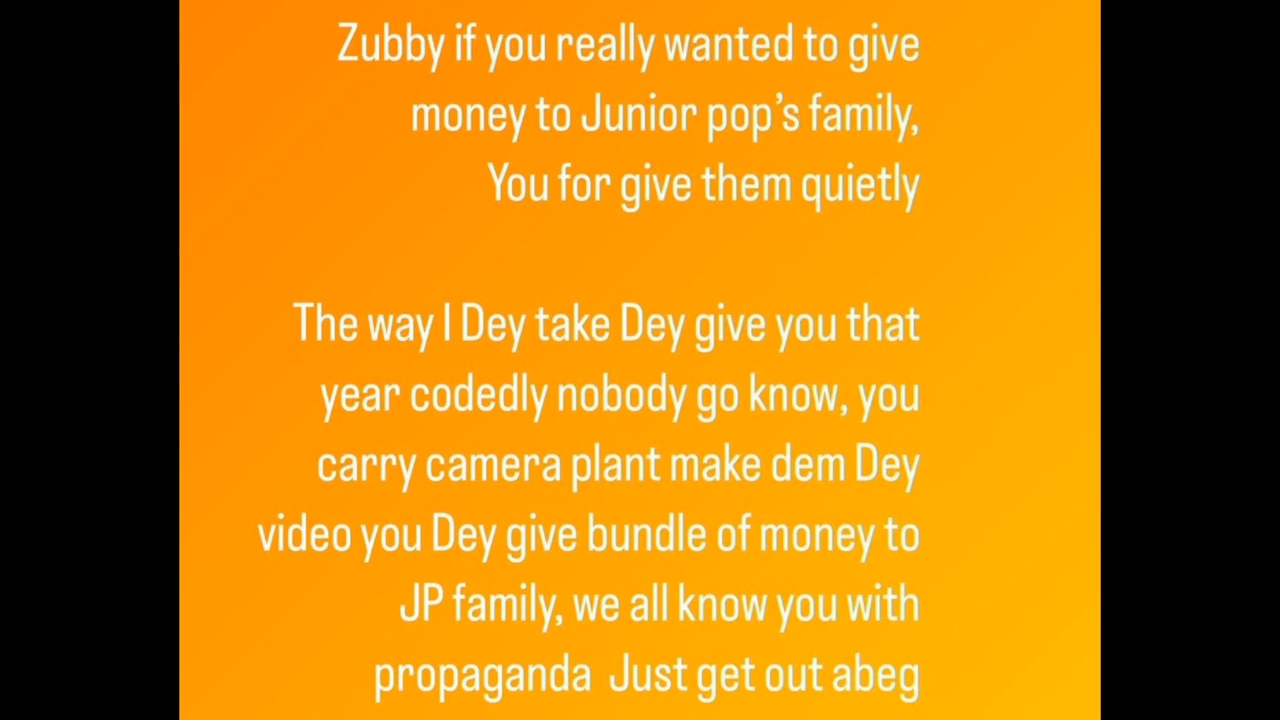 Zubby if you really wanted to give
money to Junior pop’s family,
You for give them quietly
The way I Dey take Dey give you that
year codedly nobody go know, you
carry camera plant make dem Dey
video you Dey give bundle of money to
JP family, we all know you with
propaganda  Just get out abeg